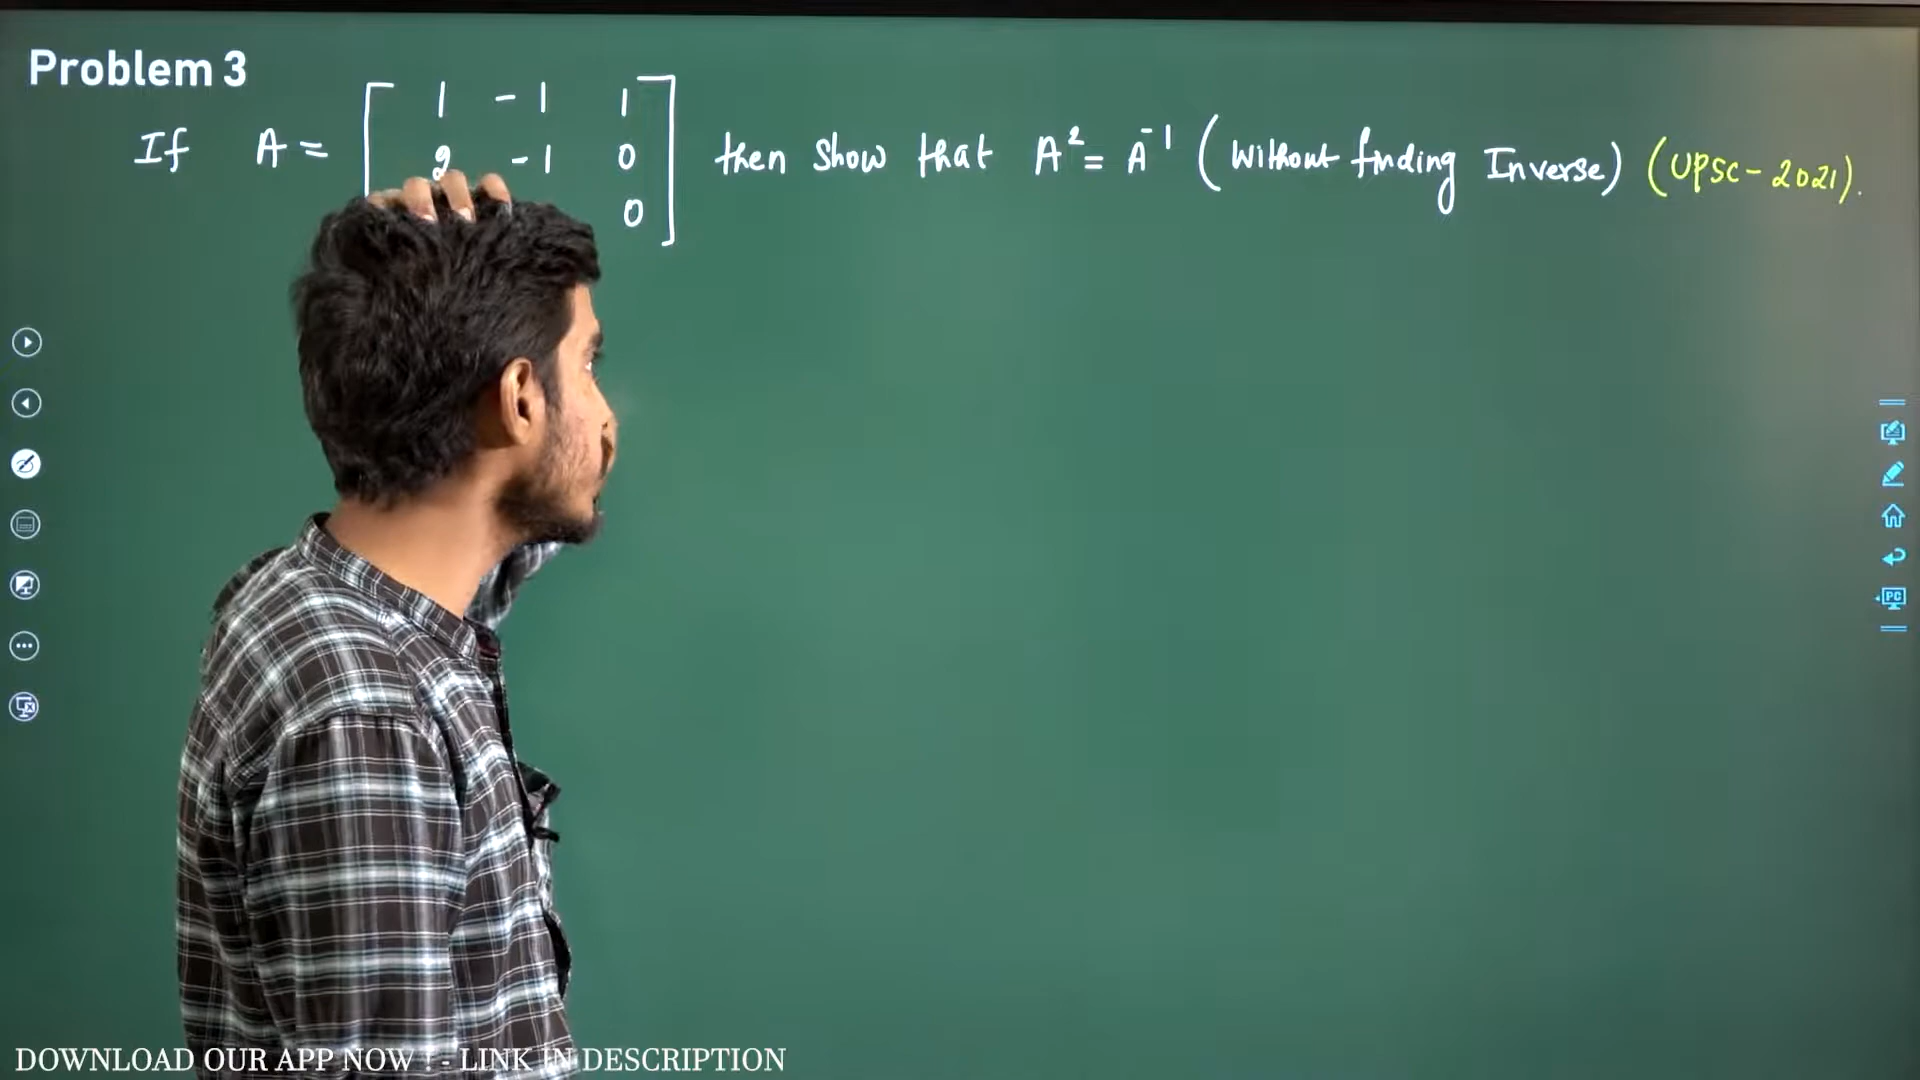 Problem 3
1 -1 1
If A = 2 -1 0 then show that A² = A⁻¹ (Without finding Inverse) (UPSC - 2021).
0
PC
DOWNLOAD OUR APP NOW ! - LINK IN DESCRIPTION